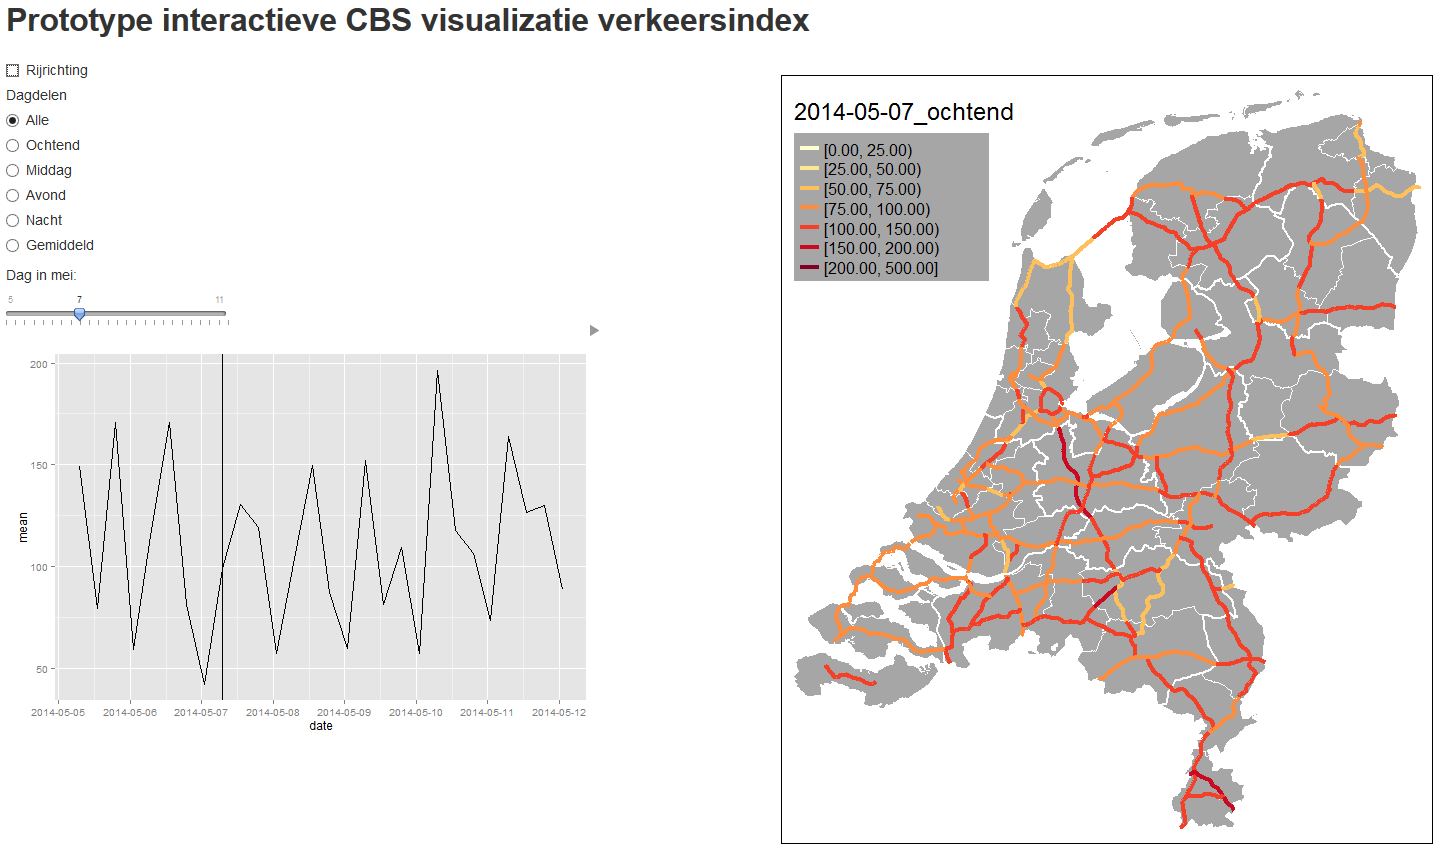 Prototype interactieve CBS visualizatie verkeersindex
Rijrichting
Dagdelen
Alle
Ochtend
Middag
Avond
Nacht
Gemiddeld
Dag in mei:
5 7 11
200
150
100
50
mean
2014-05-05 2014-05-06 2014-05-07 2014-05-08 2014-05-09 2014-05-10 2014-05-11 2014-05-12
date
2014-05-07_ochtend
[0.00, 25.00)
[25.00, 50.00)
[50.00, 75.00)
[75.00, 100.00)
[100.00, 150.00)
[150.00, 200.00)
[200.00, 500.00]